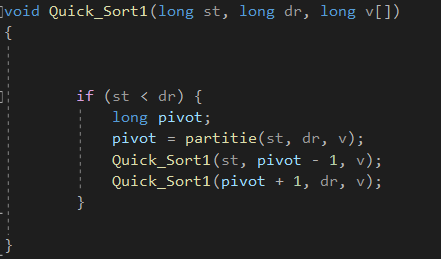 void Quick_Sort1(long st, long dr, long v[])
{
if (st < dr) {
long pivot;
pivot = partitie(st, dr, v);
Quick_Sort1(st, pivot - 1, v);
Quick_Sort1(pivot + 1, dr, v);
}
}